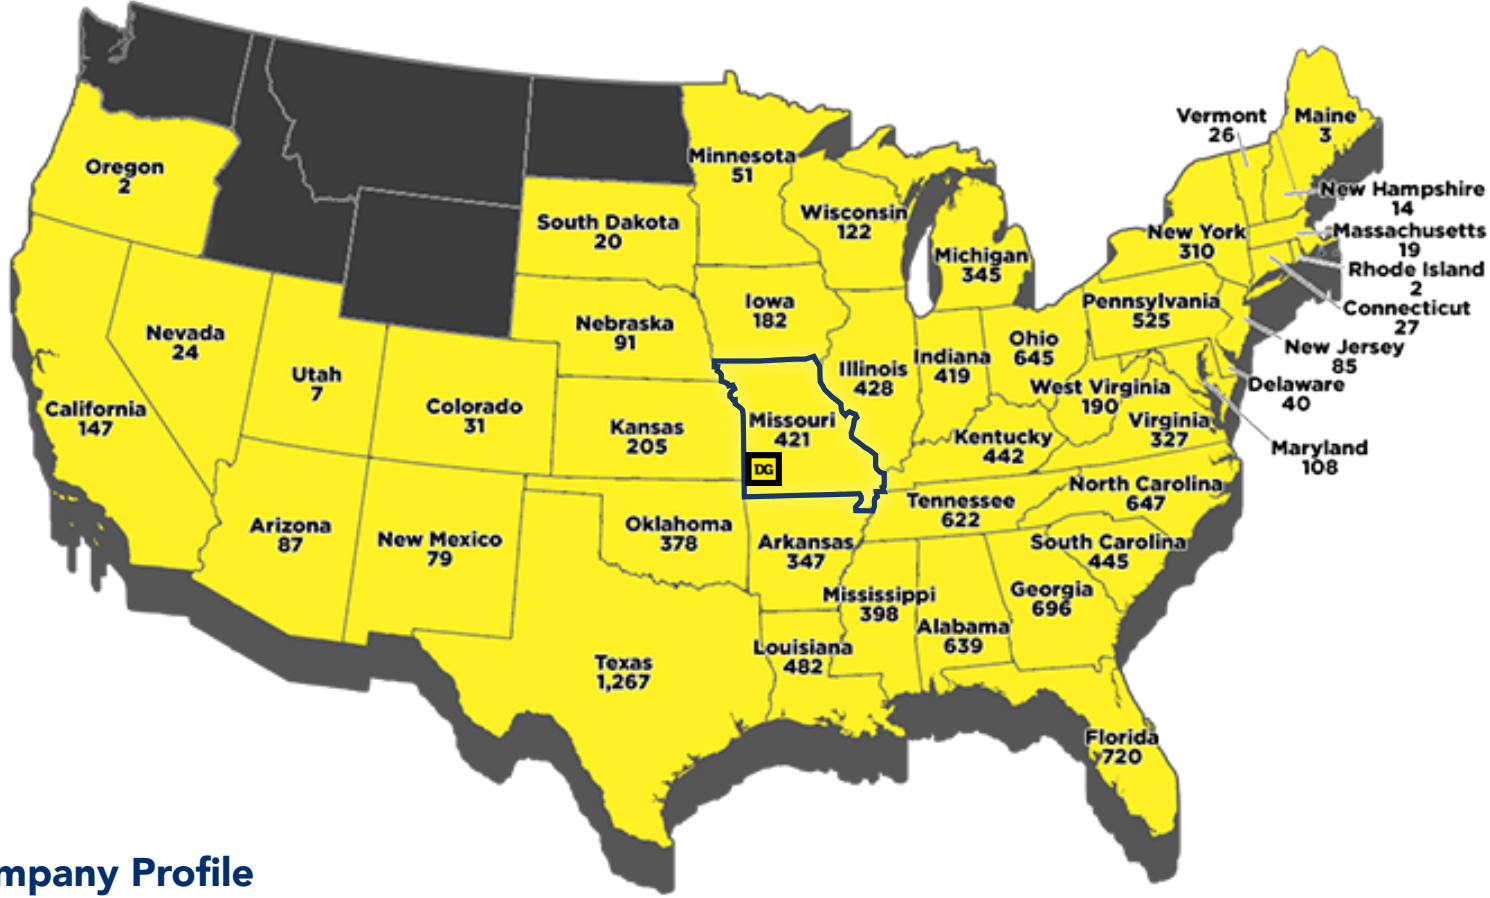 Vermont
26
Maine
3
Oregon
2
Minnesota
51
New Hampshire
14
South Dakota
20
Wisconsin
122
New York
310
Massachusetts
19
Michigan
345
Rhode Island
2
Iowa
182
Pennsylvania
525
Connecticut
27
Nevada
24
Nebraska
91
Ohio
645
New Jersey
85
Indiana
419
Illinois
428
Utah
7
West Virginia
190
Delaware
40
California
147
Colorado
31
Kansas
205
Missouri
421
DG
Kentucky
442
Virginia
327
Maryland
108
North Carolina
647
Tennessee
622
Arizona
87
New Mexico
79
Oklahoma
378
Arkansas
347
South Carolina
445
Mississippi
398
Georgia
696
Alabama
639
Louisiana
482
Texas
1,267
Florida
720
mpany Profile